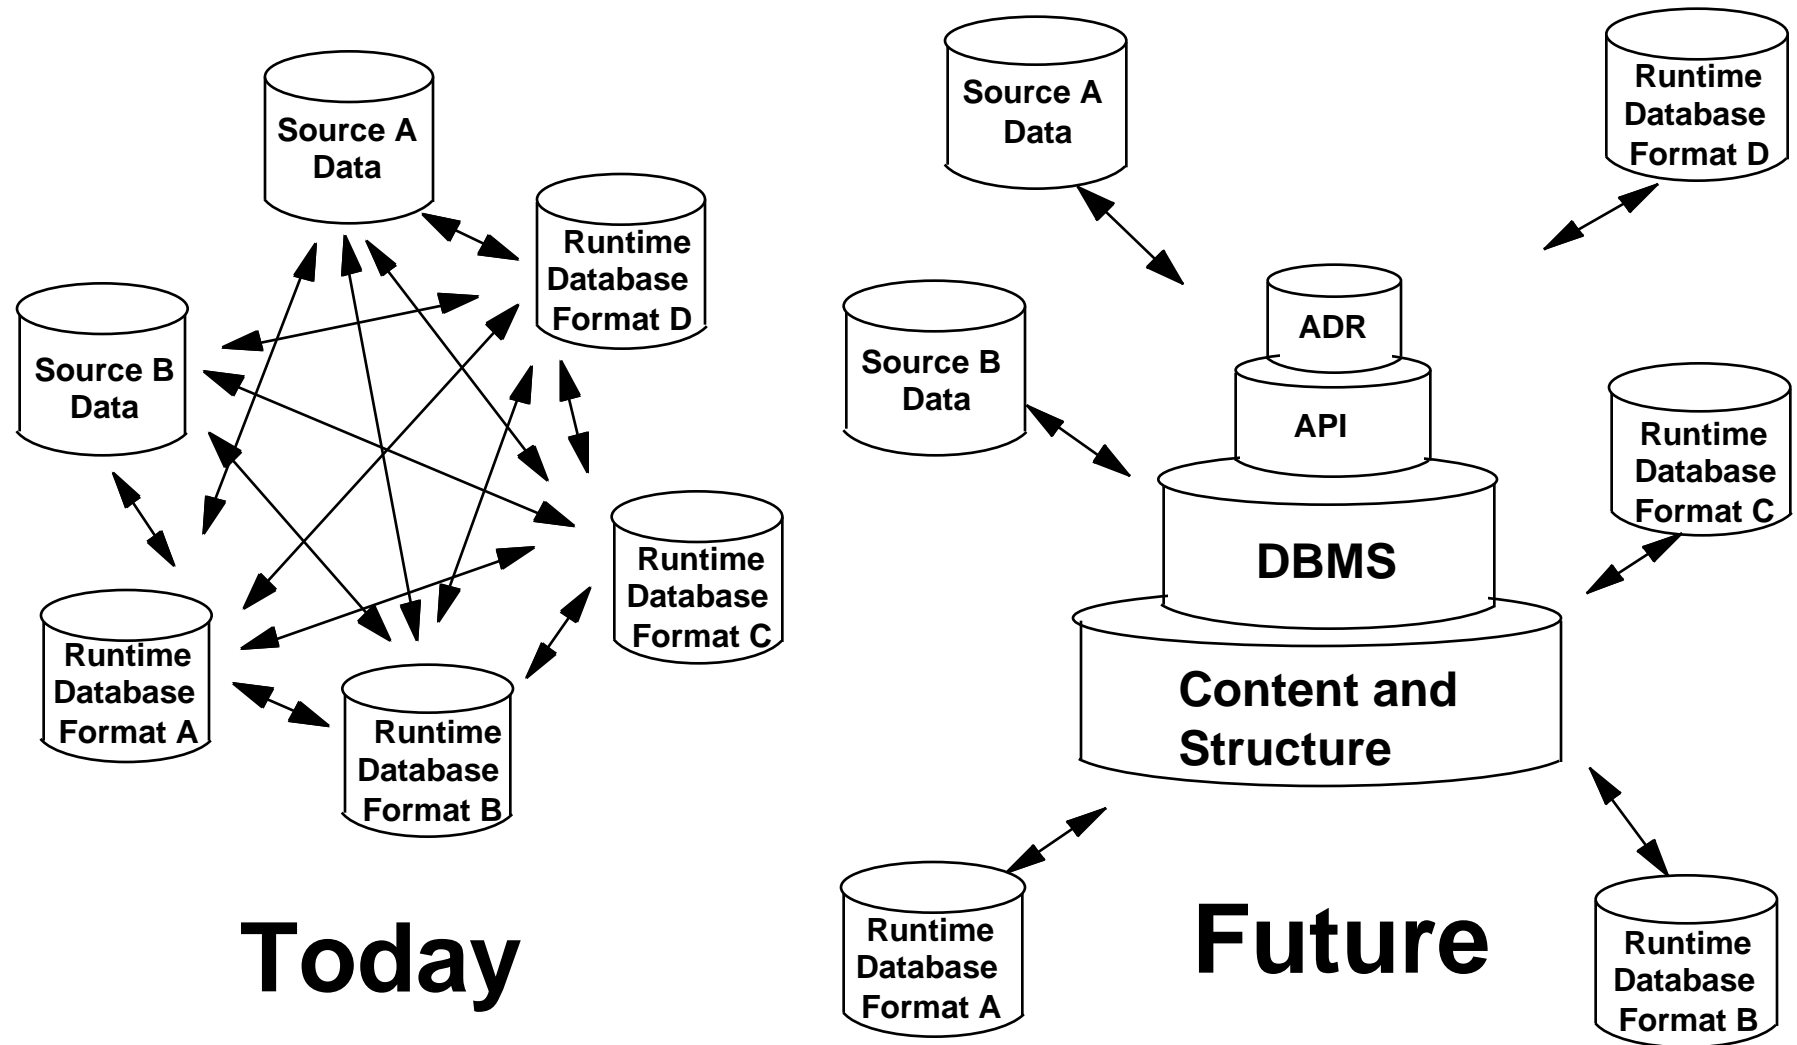 Source A
Data
Runtime
Database
Format D
Source B
Data
Runtime
Database
Format C
Runtime
Database
Format A
Runtime
Database
Format B
Today
Source A
Data
Runtime
Database
Format D
Source B
Data
ADR
API
DBMS
Content and
Structure
Runtime
Database
Format C
Runtime
Database
Format A
Runtime
Database
Format B
Future